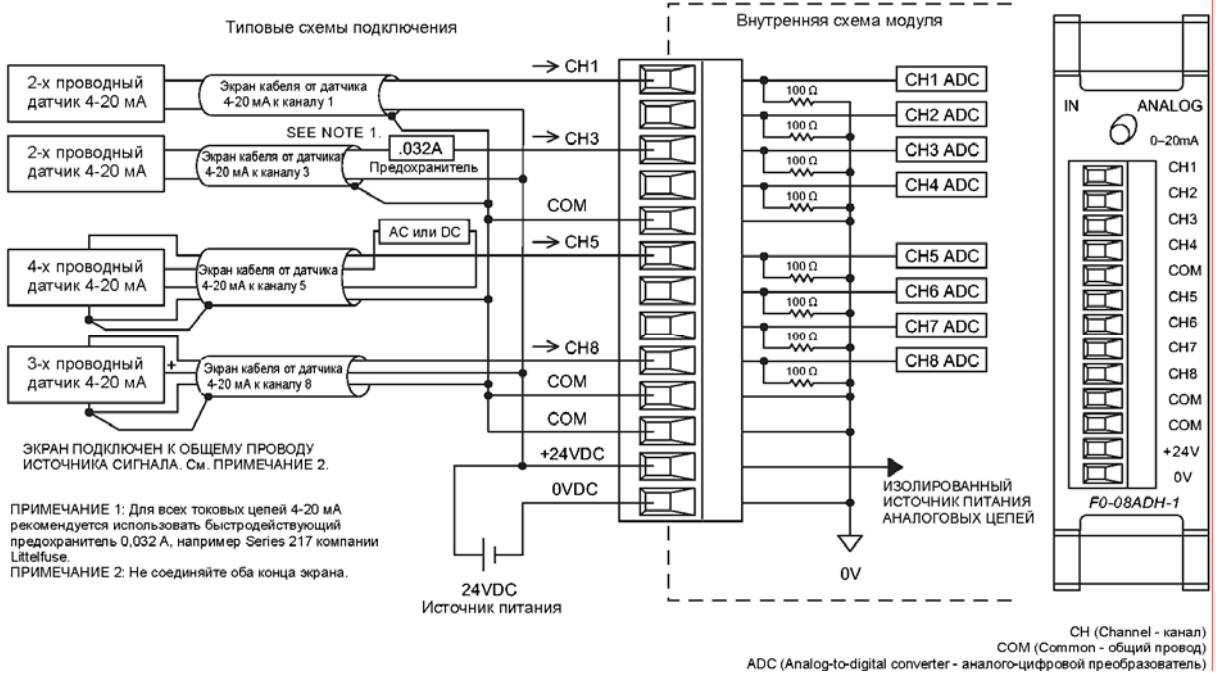 Типовые схемы подключения
Внутренняя схема модуля
2-х проводный
датчик 4-20 мА
Экран кабеля от датчика
4-20 мА к каналу 1
CH1
SEE NOTE 1.
2-х проводный
датчик 4-20 мА
Экран кабеля от датчика
4-20 мА к каналу 3
.032A
Предохранитель
CH3
COM
AC или DC
CH5
4-х проводный
датчик 4-20 мА
Экран кабеля от датчика
4-20 мА к каналу 5
3-х проводный
датчик 4-20 мА
+
Экран кабеля от датчика
4-20 мА к каналу 8
CH8
COM
COM
+24VDC
0VDC
ЭКРАН ПОДКЛЮЧЕН К ОБЩЕМУ ПРОВОДУ
ИСТОЧНИКА СИГНАЛА. См. ПРИМЕЧАНИЕ 2.
ПРИМЕЧАНИЕ 1: Для всех токовых цепей 4-20 мА
рекомендуется использовать быстродействующий
предохранитель 0,032 А, например Series 217 компании
Littelfuse.
ПРИМЕЧАНИЕ 2: Не соединяйте оба конца экрана.
24VDC
Источник питания
CH1 ADC
100 Ω
CH2 ADC
100 Ω
CH3 ADC
100 Ω
CH4 ADC
100 Ω
CH5 ADC
100 Ω
CH6 ADC
100 Ω
CH7 ADC
100 Ω
CH8 ADC
100 Ω
ИЗОЛИРОВАННЫЙ
ИСТОЧНИК ПИТАНИЯ
АНАЛОГОВЫХ ЦЕПЕЙ
0V
IN ANALOG
0–20mA
CH1
CH2
CH3
CH4
COM
CH5
CH6
CH7
CH8
COM
COM
+24V
0V
F0-08ADH-1
CH (Channel - канал)
COM (Common - общий провод)
ADC (Analog-to-digital converter - аналого-цифровой преобразователь)